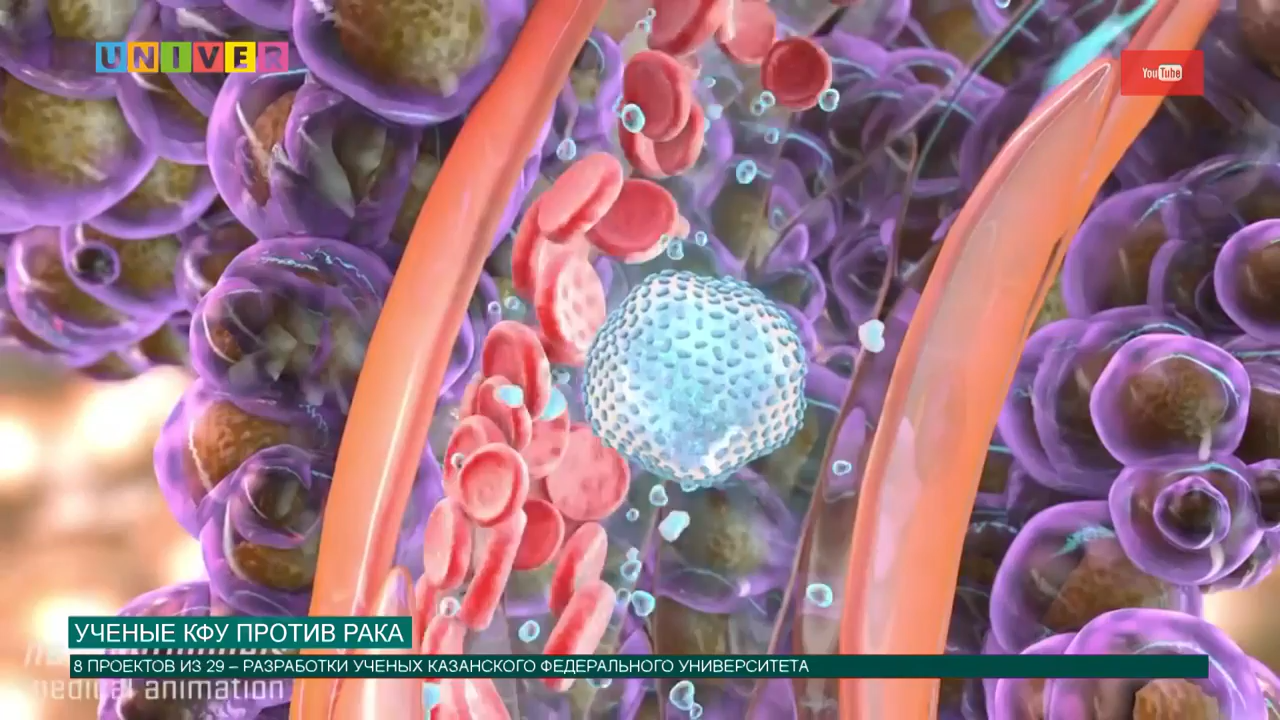 UNIVER
YouTube
УЧЕНЫЕ КФУ ПРОТИВ РАКА
8 ПРОЕКТОВ ИЗ 29 – РАЗРАБОТКИ УЧЕНЫХ КАЗАНСКОГО ФЕДЕРАЛЬНОГО УНИВЕРСИТЕТА
medical animation